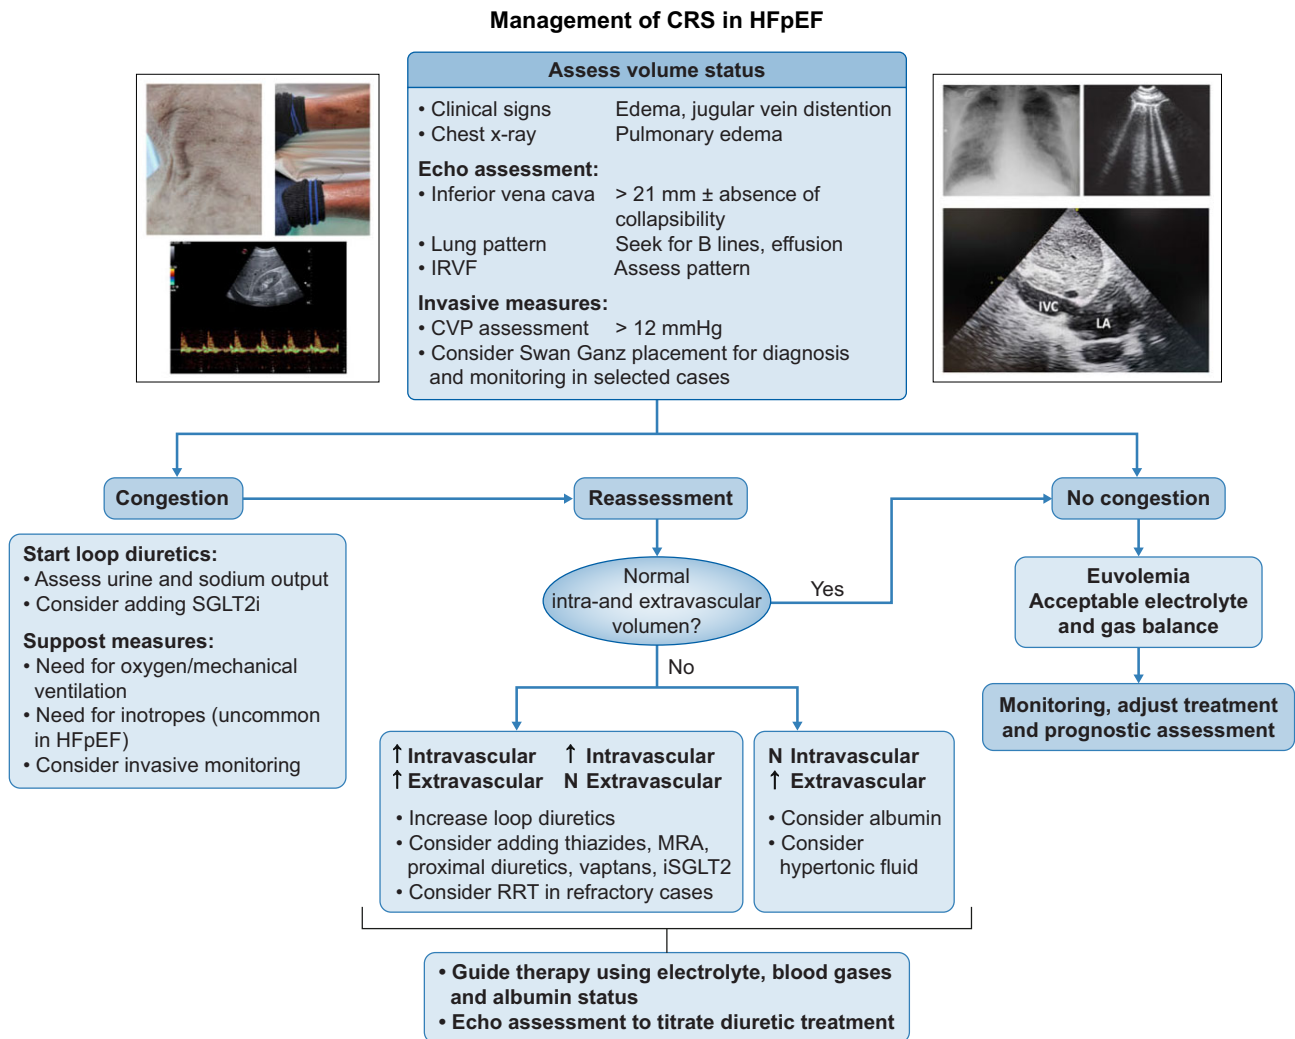 Management of CRS in HFpEF
Assess volume status
• Clinical signs Edema, jugular vein distention
• Chest x-ray Pulmonary edema
Echo assessment:
• Inferior vena cava > 21 mm ± absence of
collapsibility
• Lung pattern Seek for B lines, effusion
• IRVF Assess pattern
Invasive measures:
• CVP assessment > 12 mmHg
• Consider Swan Ganz placement for diagnosis
and monitoring in selected cases
IVC
LA
Congestion
Reassessment
No congestion
Start loop diuretics:
• Assess urine and sodium output
• Consider adding SGLT2i
Suppost measures:
• Need for oxygen/mechanical
ventilation
• Need for inotropes (uncommon
in HFpEF)
• Consider invasive monitoring
Normal
intra-and extravascular
volumen?
Yes
No
Euvolemia
Acceptable electrolyte
and gas balance
Monitoring, adjust treatment
and prognostic assessment
↑ Intravascular ↑ Intravascular
↑ Extravascular N Extravascular
• Increase loop diuretics
• Consider adding thiazides, MRA,
proximal diuretics, vaptans, iSGLT2
• Consider RRT in refractory cases
N Intravascular
↑ Extravascular
• Consider albumin
• Consider
hypertonic fluid
• Guide therapy using electrolyte, blood gases
and albumin status
• Echo assessment to titrate diuretic treatment